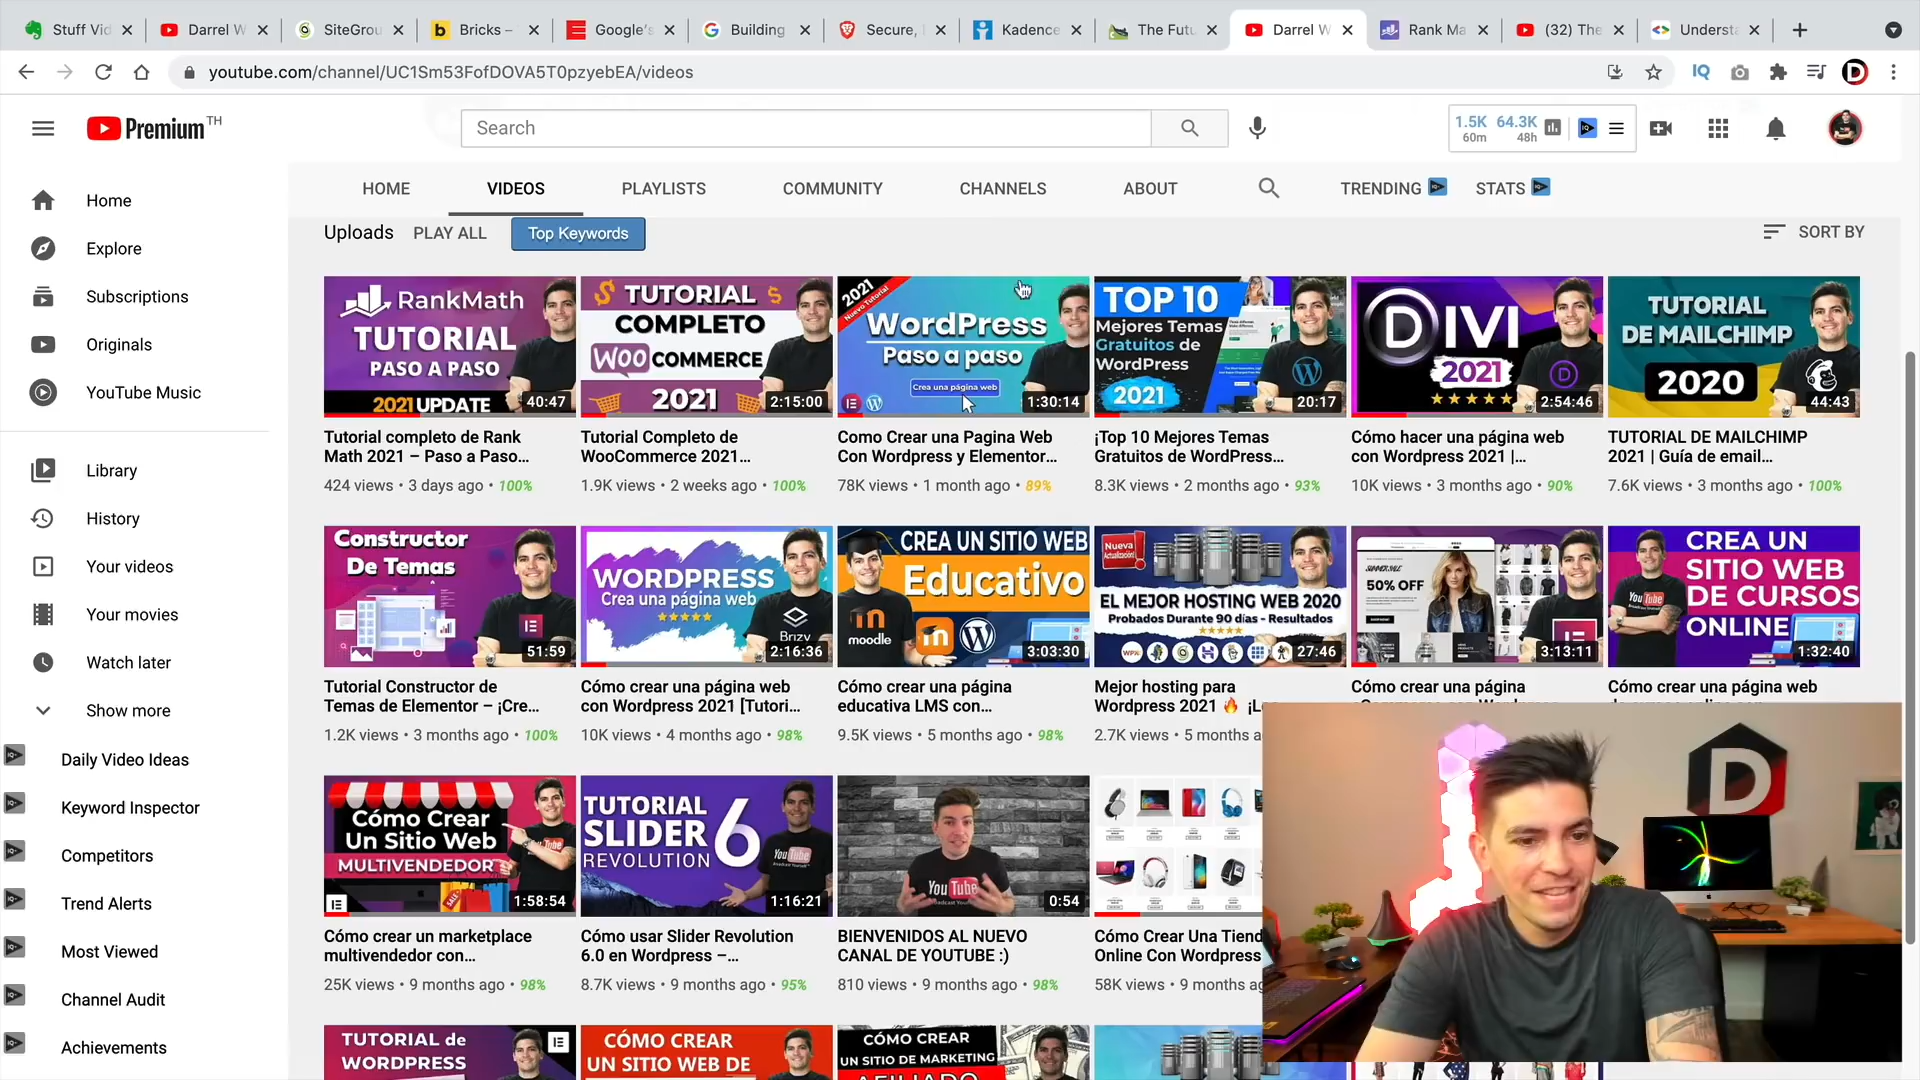 Stuff Vid
Darrel W
SiteGrou
Bricks –
Google's
Building
Secure,
Kadence
The Futu
Darrel W
Rank Ma
(32) The
Understa
youtube.com/channel/UC1Sm53FofDOVA5T0pzyebEA/videos
IQ
D
Premium TH
Search
1.5K 64.3K
60m 48h
HOME
VIDEOS
PLAYLISTS
COMMUNITY
CHANNELS
ABOUT
TRENDING
STATS
Home
Explore
Subscriptions
Originals
YouTube Music
Library
History
Your videos
Your movies
Watch later
Show more
Daily Video Ideas
Keyword Inspector
Competitors
Trend Alerts
Most Viewed
Channel Audit
Achievements
Uploads PLAY ALL Top Keywords
SORT BY
RankMath
TUTORIAL
PASO A PASO
2021 UPDATE
40:47
Tutorial completo de Rank
Math 2021 – Paso a Paso...
424 views • 3 days ago • 100%
TUTORIAL
COMPLETO
WOO COMMERCE
2021
2:15:00
Tutorial Completo de
WooCommerce 2021...
1.9K views • 2 weeks ago • 100%
2021
Nuevo Tutorial
WordPress
Paso a paso
Crea una página web
1:30:14
Como Crear una Pagina Web
Con Wordpress y Elementor...
78K views • 1 month ago • 89%
TOP 10
Mejores Temas
Gratuitos de
WordPress
2021
20:17
¡Top 10 Mejores Temas
Gratuitos de WordPress...
8.3K views • 2 months ago • 93%
DIVI
2021
D
2:54:46
Cómo hacer una página web
con Wordpress 2021 |...
10K views • 3 months ago • 90%
TUTORIAL
DE MAILCHIMP
2020
44:43
TUTORIAL DE MAILCHIMP
2021 | Guía de email...
7.6K views • 3 months ago • 100%
Constructor
De Temas
51:59
Tutorial Constructor de
Temas de Elementor – ¡Cre...
1.2K views • 3 months ago • 100%
WORDPRESS
Crea una página web
Brizy
2:16:36
Cómo crear una página web
con Wordpress 2021 [Tutori...
10K views • 4 months ago • 98%
CREA UN SITIO WEB
Educativo
moodle
3:03:30
Cómo crear una página
educativa LMS con...
9.5K views • 5 months ago • 98%
Nueva
Actualización!
EL MEJOR HOSTING WEB 2020
Probados Durante 90 días - Resultados
WPX
27:46
Mejor hosting para
Wordpress 2021 🔥
2.7K views • 5 months a
SUMMER SALE
50% OFF
3:13:11
Cómo crear una página
CREA UN
SITIO WEB
DE CURSOS
ONLINE
YouTube
1:32:40
Cómo crear una página web
Cómo Crear
Un Sitio Web
MULTIVENDEDOR
YouTube
SALE
1:58:54
Cómo crear un marketplace
multivendedor con...
25K views • 9 months ago • 98%
TUTORIAL
SLIDER 6
REVOLUTION
YouTube
1:16:21
Cómo usar Slider Revolution
6.0 en Wordpress –...
8.7K views • 9 months ago • 95%
YouTube
0:54
BIENVENIDOS AL NUEVO
CANAL DE YOUTUBE :)
810 views • 9 months ago • 98%
Cómo Crear Una Tiend
Online Con Wordpress
58K views • 9 months ag
D
TUTORIAL de
WORDPRESS
CÓMO CREAR
UN SITIO WEB DE
CÓMO CREAR
UN SITIO DE MARKETING
AFILIADO